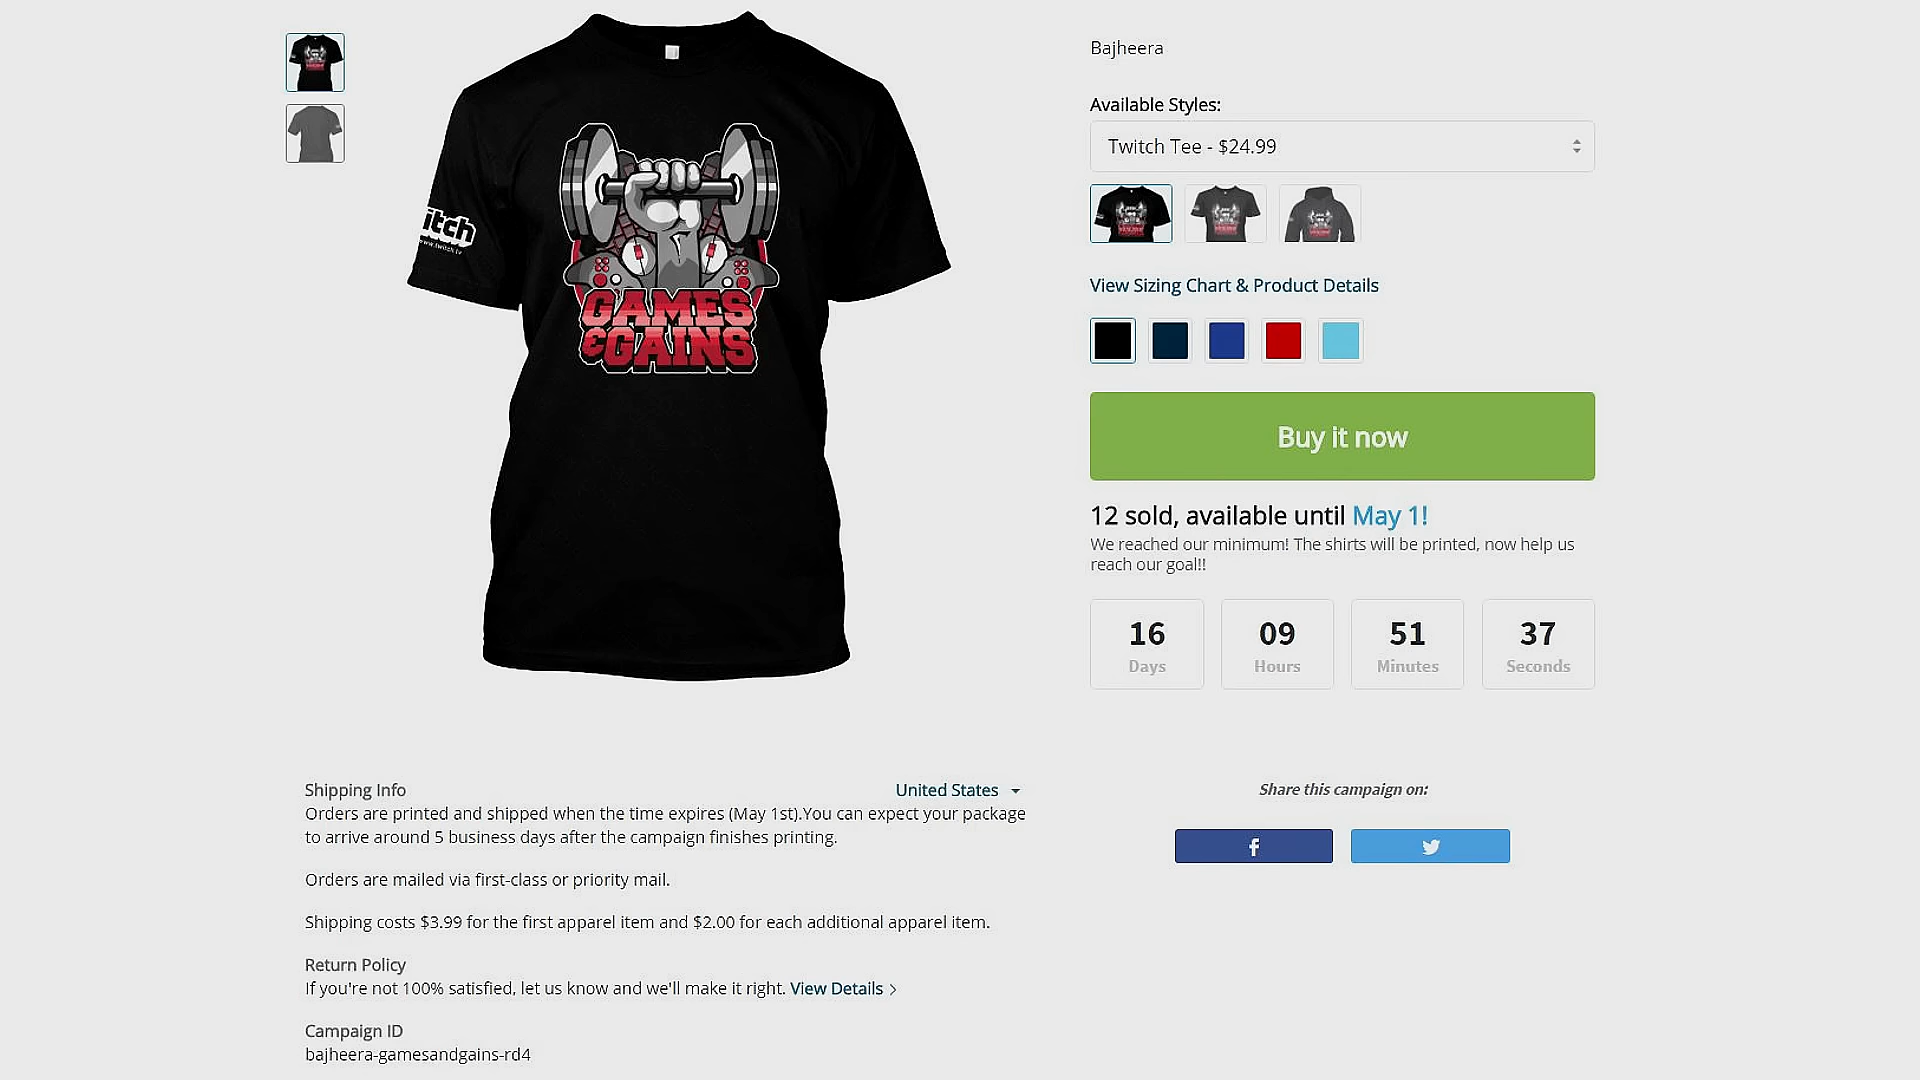 Bajheera
Available Styles:
Twitch Tee - $24.99
itch
www.twitch.tv
GAMES
&GAINS
View Sizing Chart & Product Details
Buy it now
12 sold, available until May 1!
We reached our minimum! The shirts will be printed, now help us
reach our goal!!
16 09 51 37
Days Hours Minutes Seconds
Shipping Info United States
Orders are printed and shipped when the time expires (May 1st).You can expect your package
to arrive around 5 business days after the campaign finishes printing.
Orders are mailed via first-class or priority mail.
Shipping costs $3.99 for the first apparel item and $2.00 for each additional apparel item.
Return Policy
If you're not 100% satisfied, let us know and we'll make it right. View Details >
Campaign ID
bajheera-gamesandgains-rd4
Share this campaign on: